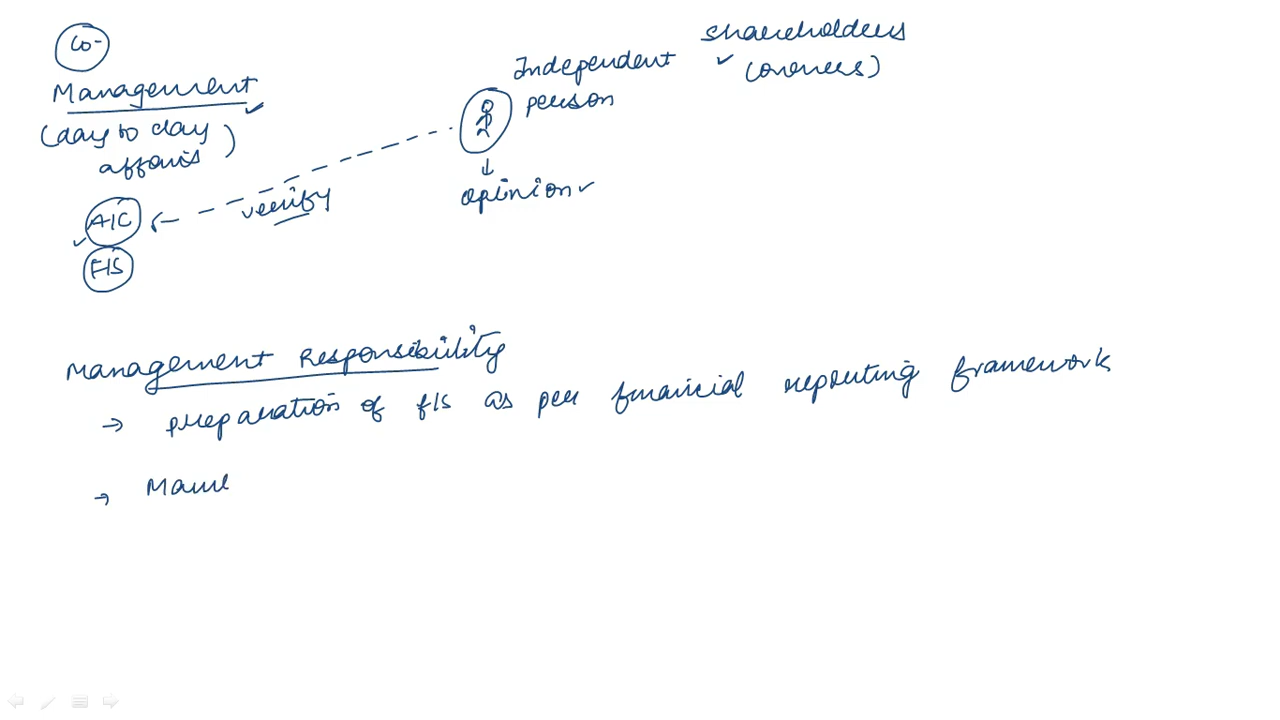 Co-
Management
(day to day
affairs)
A/C
F/S
verify
Independent
person
opinion
shareholders
(owners)
Management Responsibility
→ preparation of f/s as per financial reporting framework
→